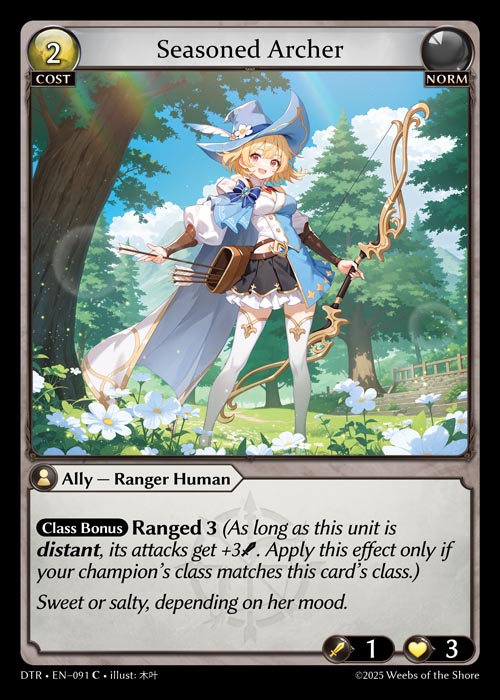 2
Seasoned Archer
COST
NORM
Ally — Ranger Human
Class Bonus Ranged 3 (As long as this unit is
distant, its attacks get +3. Apply this effect only if
your champion's class matches this card's class.)
Sweet or salty, depending on her mood.
1
3
DTR • EN–091 C • illust: 木叶
©2025 Weebs of the Shore